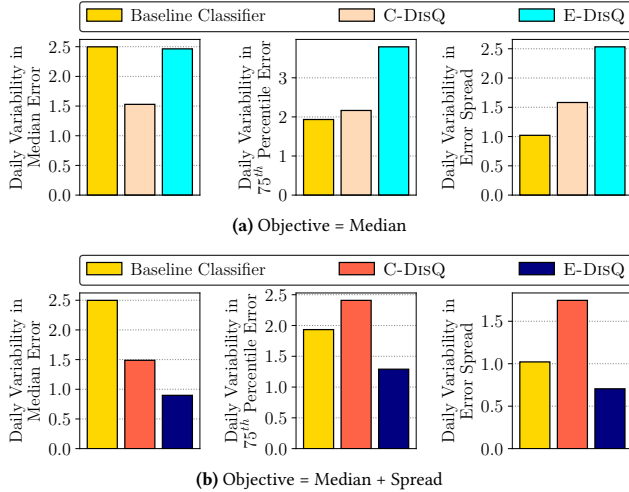 Baseline Classifier C-DisQ E-DisQ
Daily Variability in
Median Error
2.5
2.0
1.5
1.0
0.5
0.0
Daily Variability in
75th Percentile Error
3
2
1
0
Daily Variability in
Error Spread
2.5
2.0
1.5
1.0
0.5
0.0
(a) Objective = Median
Baseline Classifier C-DisQ E-DisQ
Daily Variability in
Median Error
2.5
2.0
1.5
1.0
0.5
0.0
Daily Variability in
75th Percentile Error
2.5
2.0
1.5
1.0
0.5
0.0
Daily Variability in
Error Spread
1.5
1.0
0.5
0.0
(b) Objective = Median + Spread